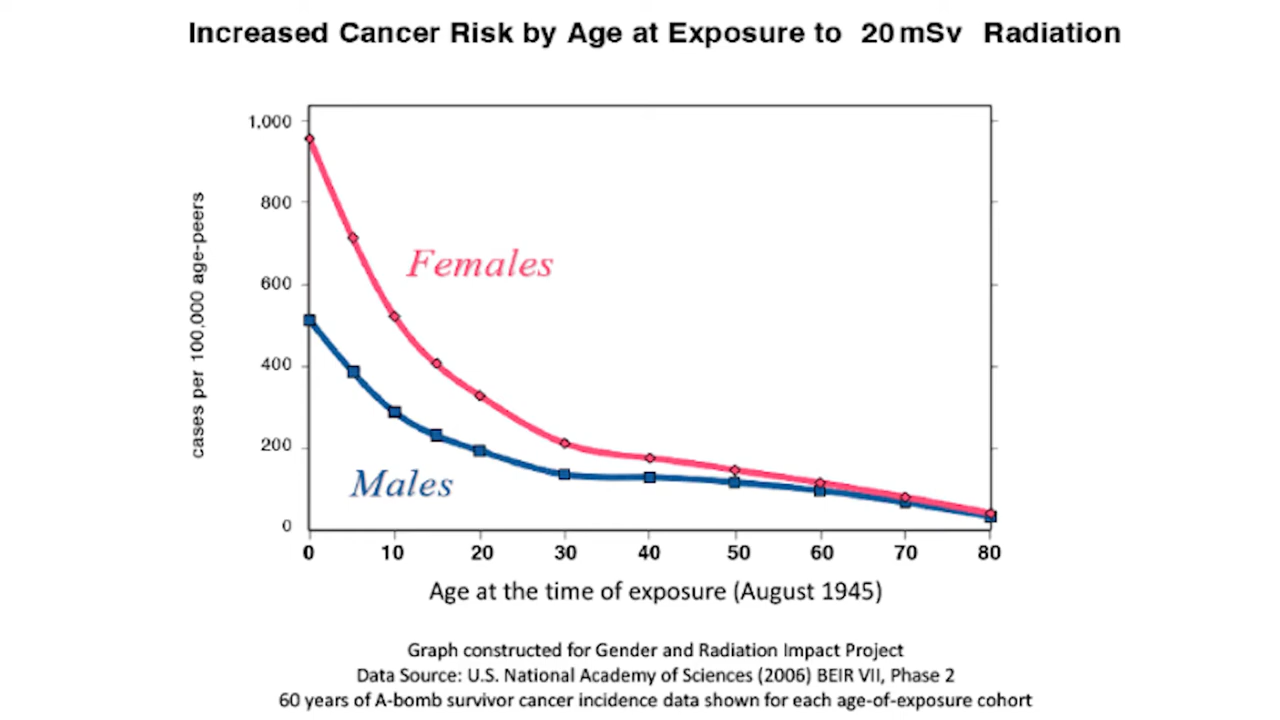 Increased Cancer Risk by Age at Exposure to 20 mSv Radiation
cases per 100,000 age-peers
1,000
800
600
400
200
0
Females
Males
0 10 20 30 40 50 60 70 80
Age at the time of exposure (August 1945)
Graph constructed for Gender and Radiation Impact Project
Data Source: U.S. National Academy of Sciences (2006) BEIR VII, Phase 2
60 years of A-bomb survivor cancer incidence data shown for each age-of-exposure cohort